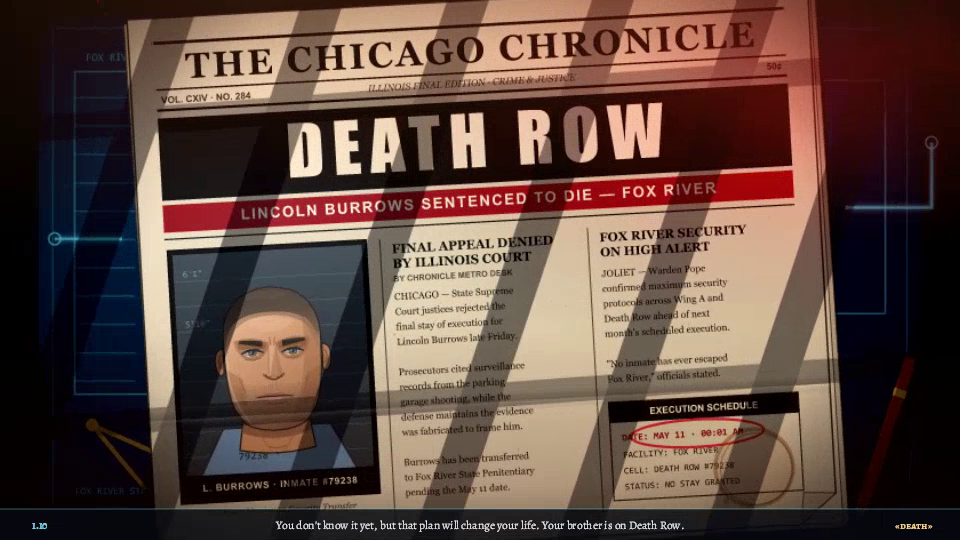 FOX RIV
THE CHICAGO CHRONICLE
ILLINOIS FINAL EDITION · CRIME & JUSTICE
50¢
VOL. CXIV · NO. 284
DEATH ROW
LINCOLN BURROWS SENTENCED TO DIE — FOX RIVER
6'1"
79238
L. BURROWS · INMATE #79238
FINAL APPEAL DENIED
BY ILLINOIS COURT
BY CHRONICLE METRO DESK
CHICAGO — State Supreme
Court justices rejected the
final stay of execution for
Lincoln Burrows late Friday.
Prosecutors cited surveillance
records from the parking
garage shooting, while the
defense maintains the evidence
was fabricated to frame him.
Burrows has been transferred
to Fox River State Penitentiary
pending the May 11 date.
FOX RIVER SECURITY
ON HIGH ALERT
JOLIET — Warden Pope
confirmed maximum security
protocols across Wing A and
Death Row ahead of next
month's scheduled execution.
"No inmate has ever escaped
Fox River," officials stated.
EXECUTION SCHEDULE
DATE: MAY 11 · 00:01 AM
FACILITY: FOX RIVER
CELL: DEATH ROW #79238
STATUS: NO STAY GRANTED
FOX RIVER ST
Transfer
1.10
You don't know it yet, but that plan will change your life. Your brother is on Death Row.
«DEATH»